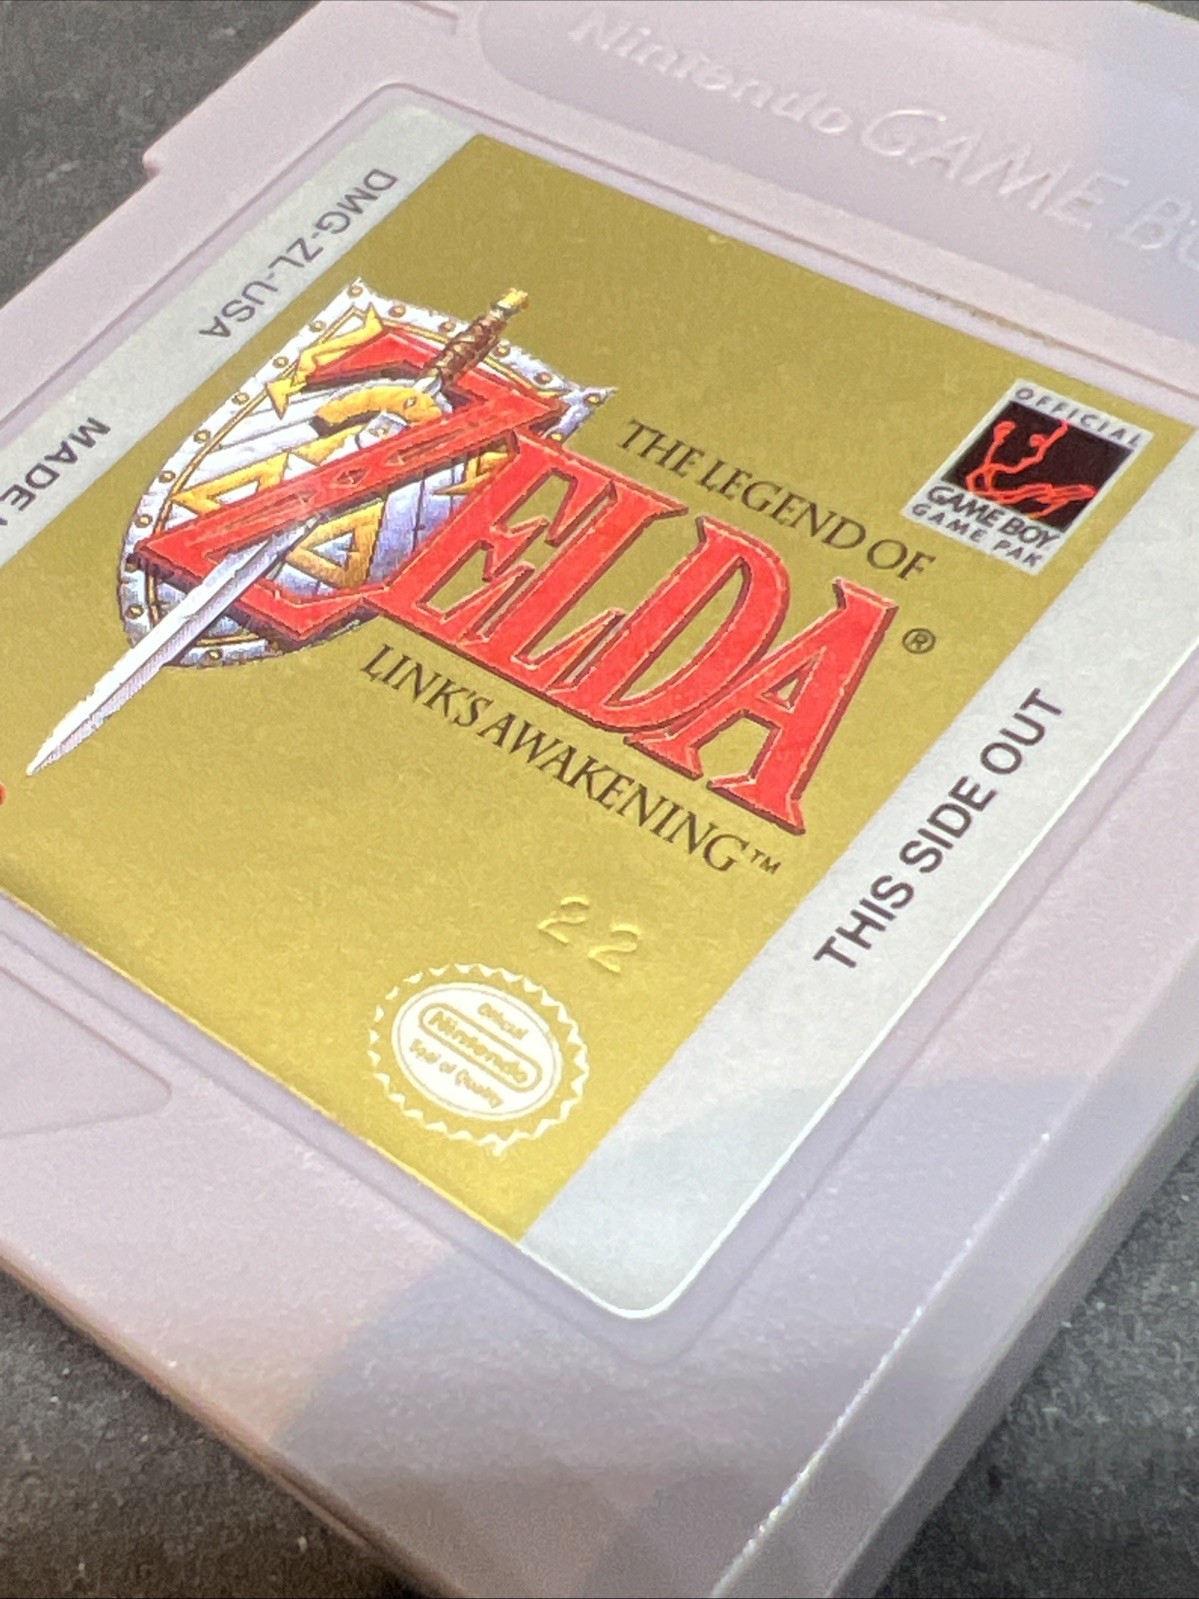 Nintendo GAME BO
DMG-ZL-USA
MADE
OFFICIAL
GAME BOY
GAME PAK
THE LEGEND OF
ZELDA®
LINK'S AWAKENING™
THIS SIDE OUT
22
Official
Nintendo
Seal of Quality